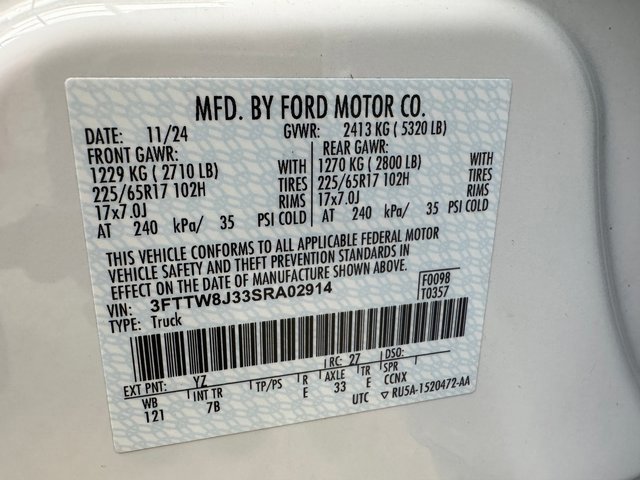 MFD. BY FORD MOTOR CO.
DATE: 11/24 GVWR: 2413 KG ( 5320 LB)
FRONT GAWR: REAR GAWR:
1229 KG ( 2710 LB) WITH 1270 KG ( 2800 LB) WITH
225/65R17 102H TIRES 225/65R17 102H TIRES
17x7.0J RIMS 17x7.0J RIMS
AT 240 kPa/ 35 PSI COLD AT 240 kPa/ 35 PSI COLD
THIS VEHICLE CONFORMS TO ALL APPLICABLE FEDERAL MOTOR
VEHICLE SAFETY AND THEFT PREVENTION STANDARDS IN
EFFECT ON THE DATE OF MANUFACTURE SHOWN ABOVE.
VIN: 3FTTW8J33SRA02914 F0098
TYPE: Truck T0357
EXT PNT: YZ RC: 27 DSO:
WB INT TR TP/PS R AXLE TR SPR
121 7B E 33 E CCNX
UTC ▽ RU5A-1520472-AA